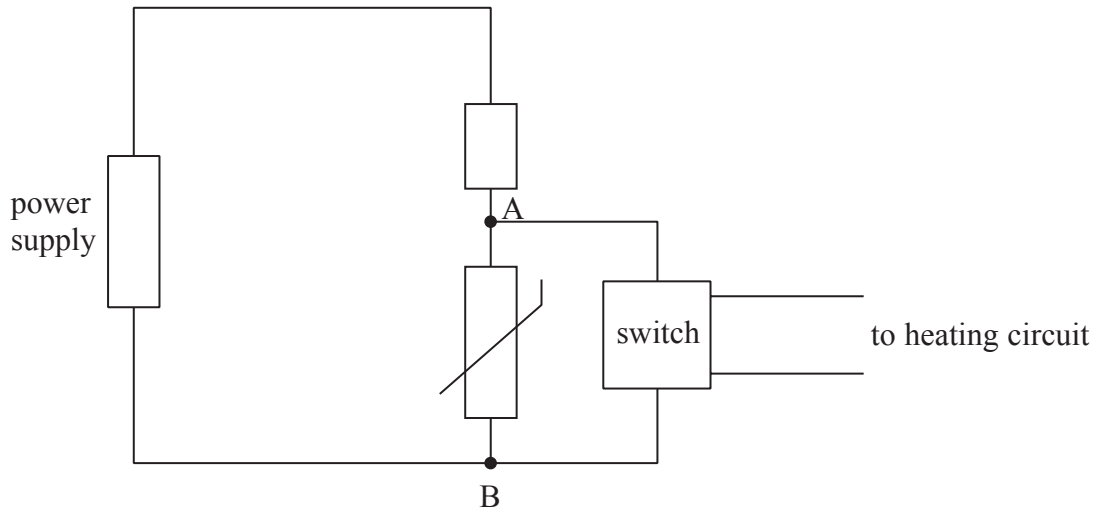 power
supply
A
switch
to heating circuit
B